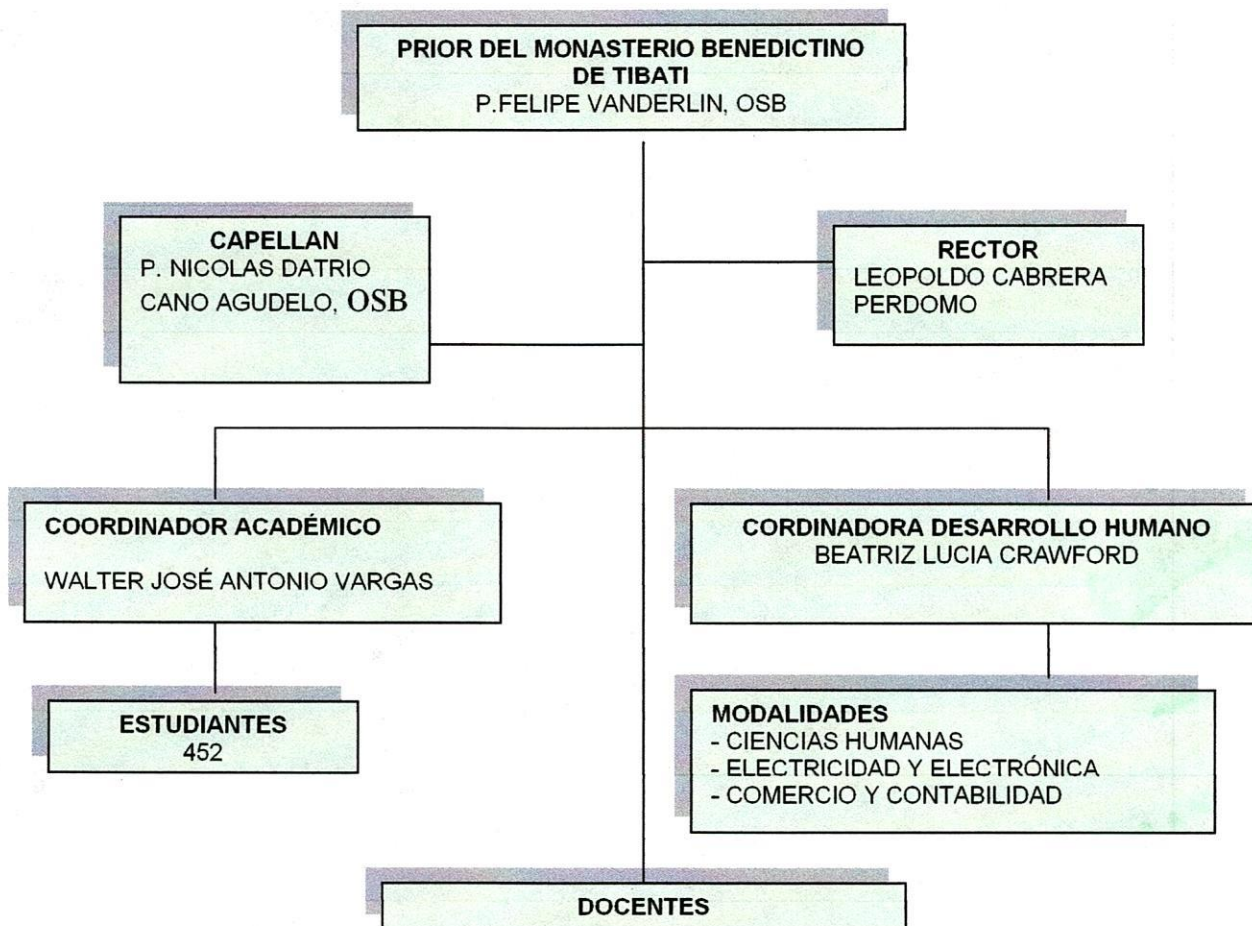 PRIOR DEL MONASTERIO BENEDICTINO
DE TIBATI
P.FELIPE VANDERLIN, OSB
CAPELLAN
P. NICOLAS DATRIO
CANO AGUDELO, OSB
RECTOR
LEOPOLDO CABRERA
PERDOMO
COORDINADOR ACADÉMICO
WALTER JOSÉ ANTONIO VARGAS
CORDINADORA DESARROLLO HUMANO
BEATRIZ LUCIA CRAWFORD
ESTUDIANTES
452
MODALIDADES
- CIENCIAS HUMANAS
- ELECTRICIDAD Y ELECTRÓNICA
- COMERCIO Y CONTABILIDAD
DOCENTES